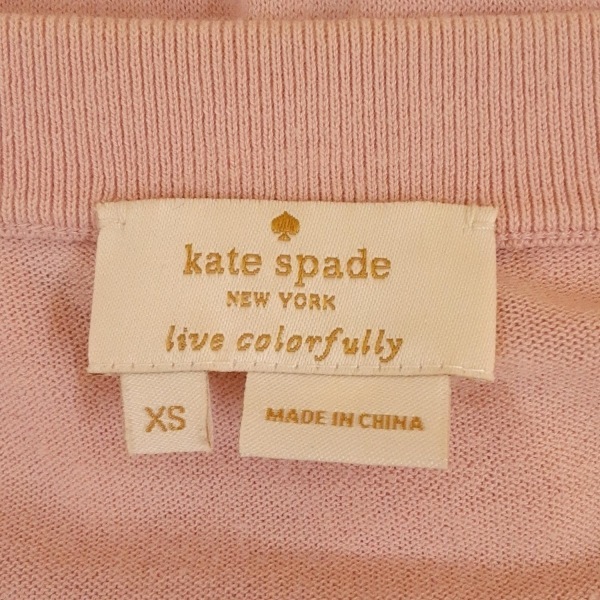 kate spade
NEW YORK
live colorfully
XS
MADE IN CHINA